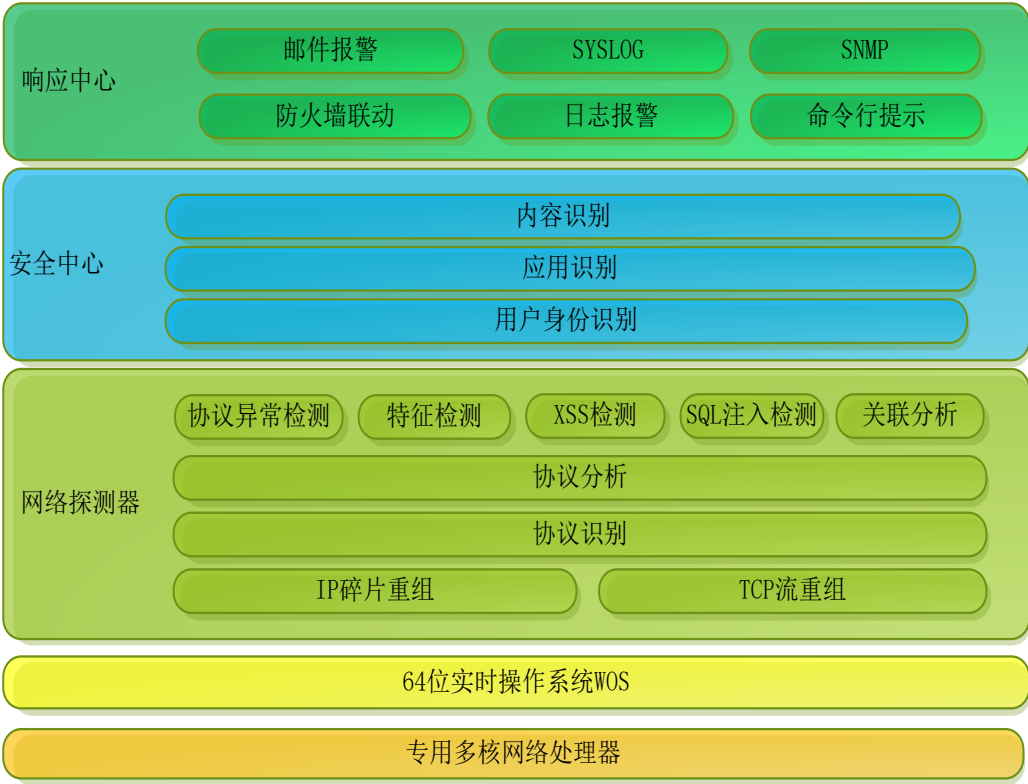 响应中心
邮件报警
SYSLOG
SNMP
防火墙联动
日志报警
命令行提示
安全中心
内容识别
应用识别
用户身份识别
网络探测器
协议异常检测
特征检测
XSS检测
SQL注入检测
关联分析
协议分析
协议识别
IP碎片重组
TCP流重组
64位实时操作系统WOS
专用多核网络处理器